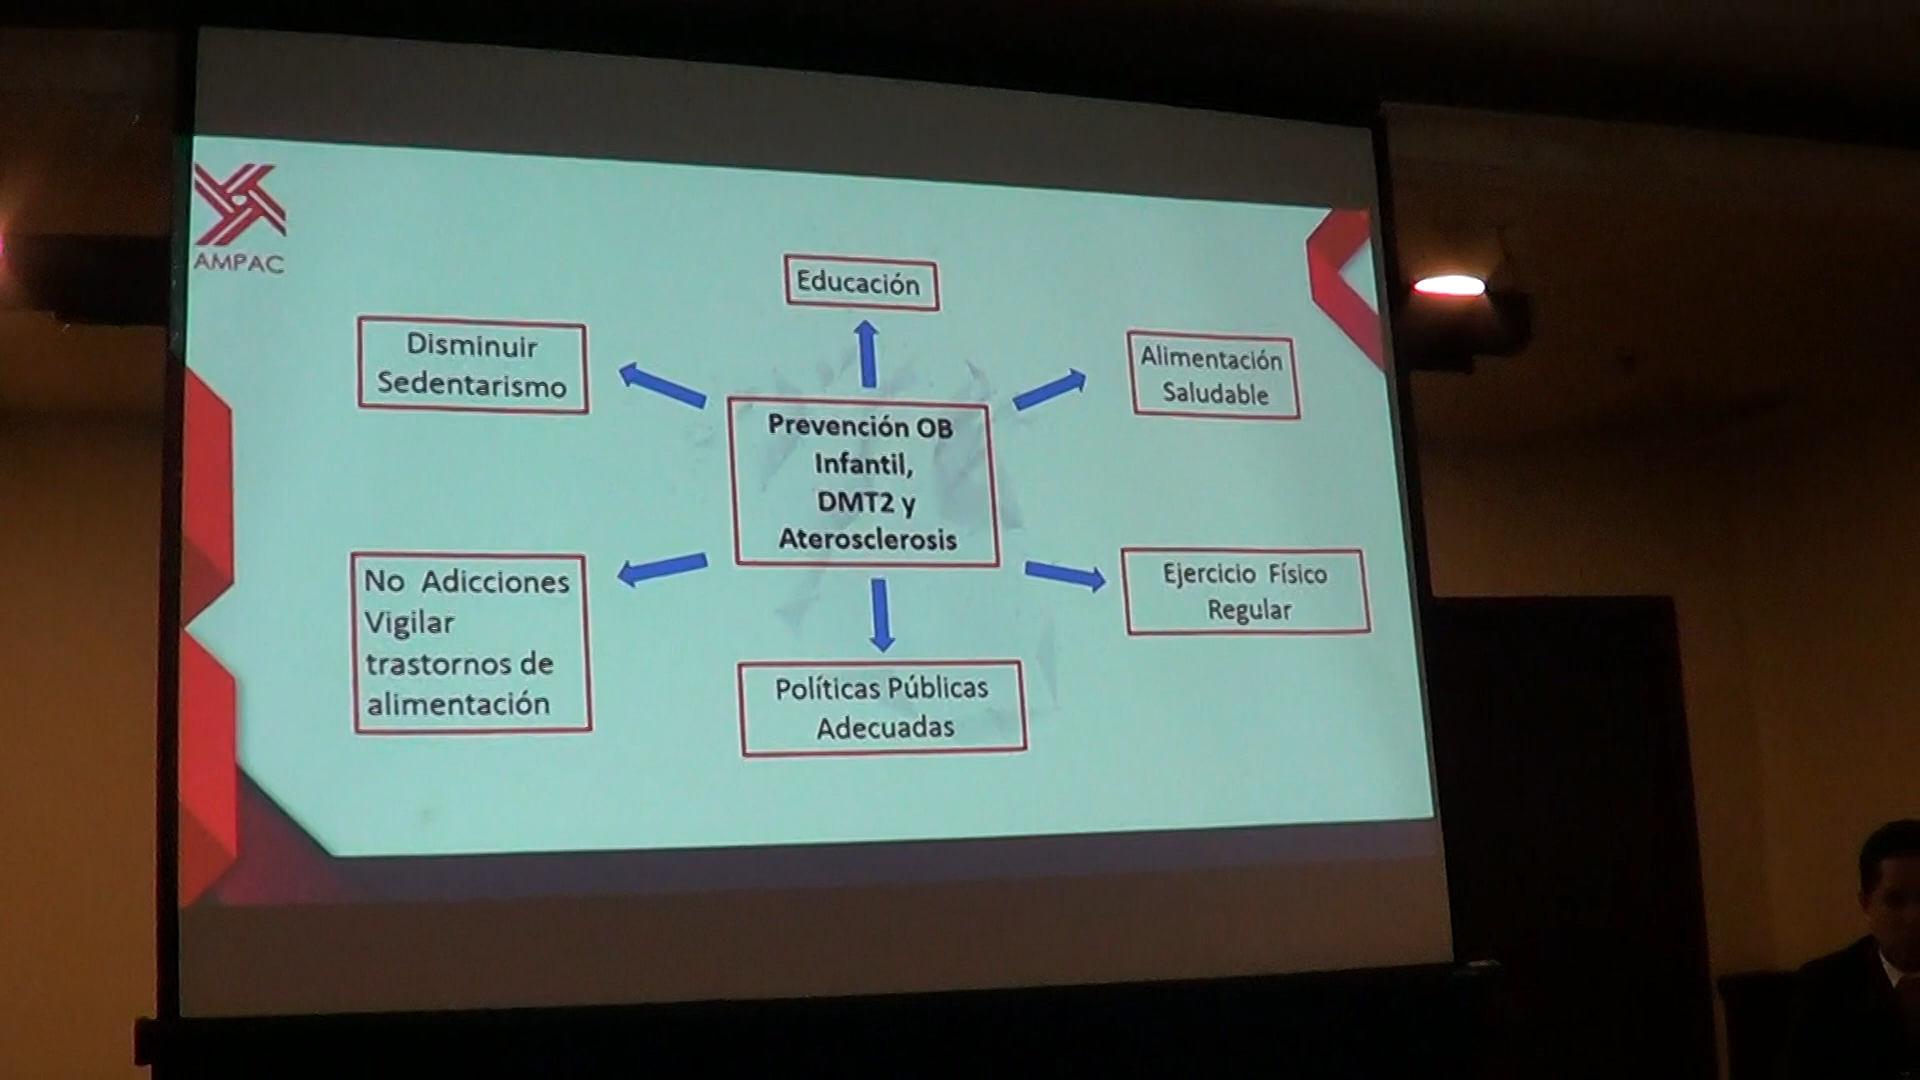 AMPAC
Educación
Disminuir
Sedentarismo
Alimentación
Saludable
Prevención OB
Infantil,
DMT2 y
Aterosclerosis
No Adicciones
Vigilar
trastornos de
alimentación
Ejercicio Físico
Regular
Políticas Públicas
Adecuadas